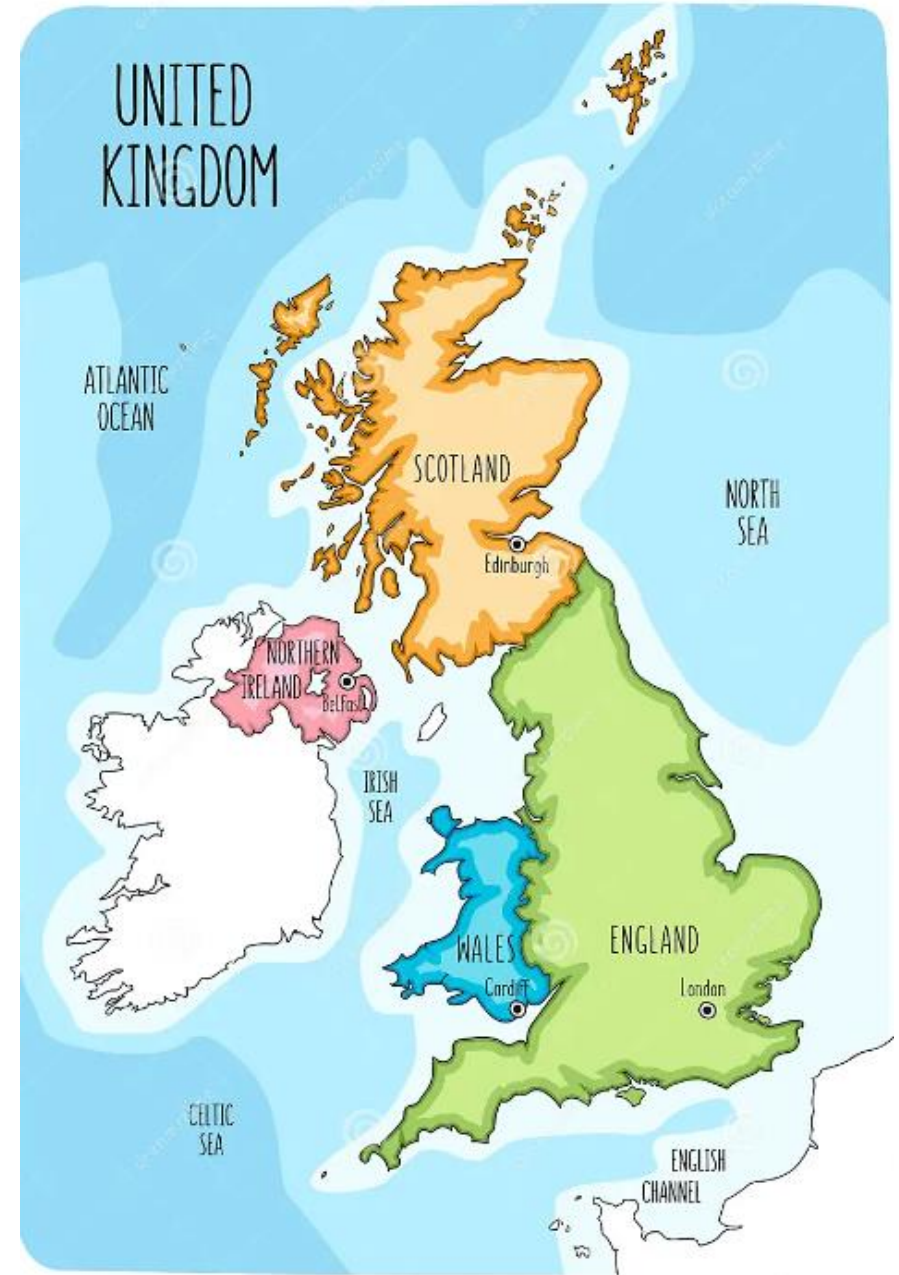 UNITED
KINGDOM
ATLANTIC
OCEAN
SCOTLAND
NORTH
SEA
Edinburgh
NORTHERN
IRELAND
Belfast
IRISH
SEA
WALES
ENGLAND
Cardiff
London
CELTIC
SEA
ENGLISH
CHANNEL